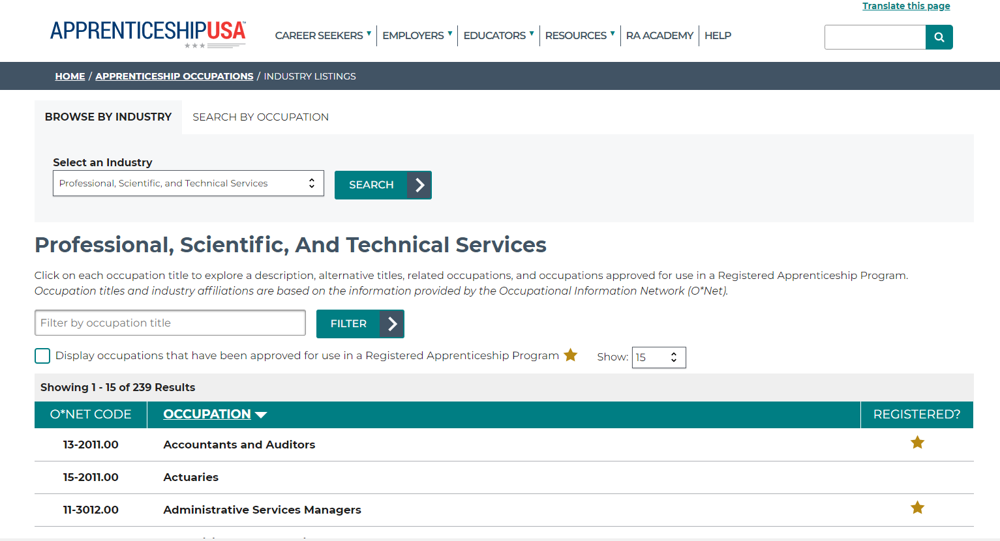 Translate this page
APPRENTICESHIPUSA™
CAREER SEEKERS
EMPLOYERS
EDUCATORS
RESOURCES
RA ACADEMY
HELP
HOME / APPRENTICESHIP OCCUPATIONS / INDUSTRY LISTINGS
BROWSE BY INDUSTRY
SEARCH BY OCCUPATION
Select an Industry
Professional, Scientific, and Technical Services
SEARCH
Professional, Scientific, And Technical Services
Click on each occupation title to explore a description, alternative titles, related occupations, and occupations approved for use in a Registered Apprenticeship Program.
Occupation titles and industry affiliations are based on the information provided by the Occupational Information Network (O*Net).
Filter by occupation title
FILTER
Display occupations that have been approved for use in a Registered Apprenticeship Program
Show: 15
Showing 1 - 15 of 239 Results
O*NET CODE OCCUPATION REGISTERED?
13-2011.00 Accountants and Auditors
15-2011.00 Actuaries
11-3012.00 Administrative Services Managers